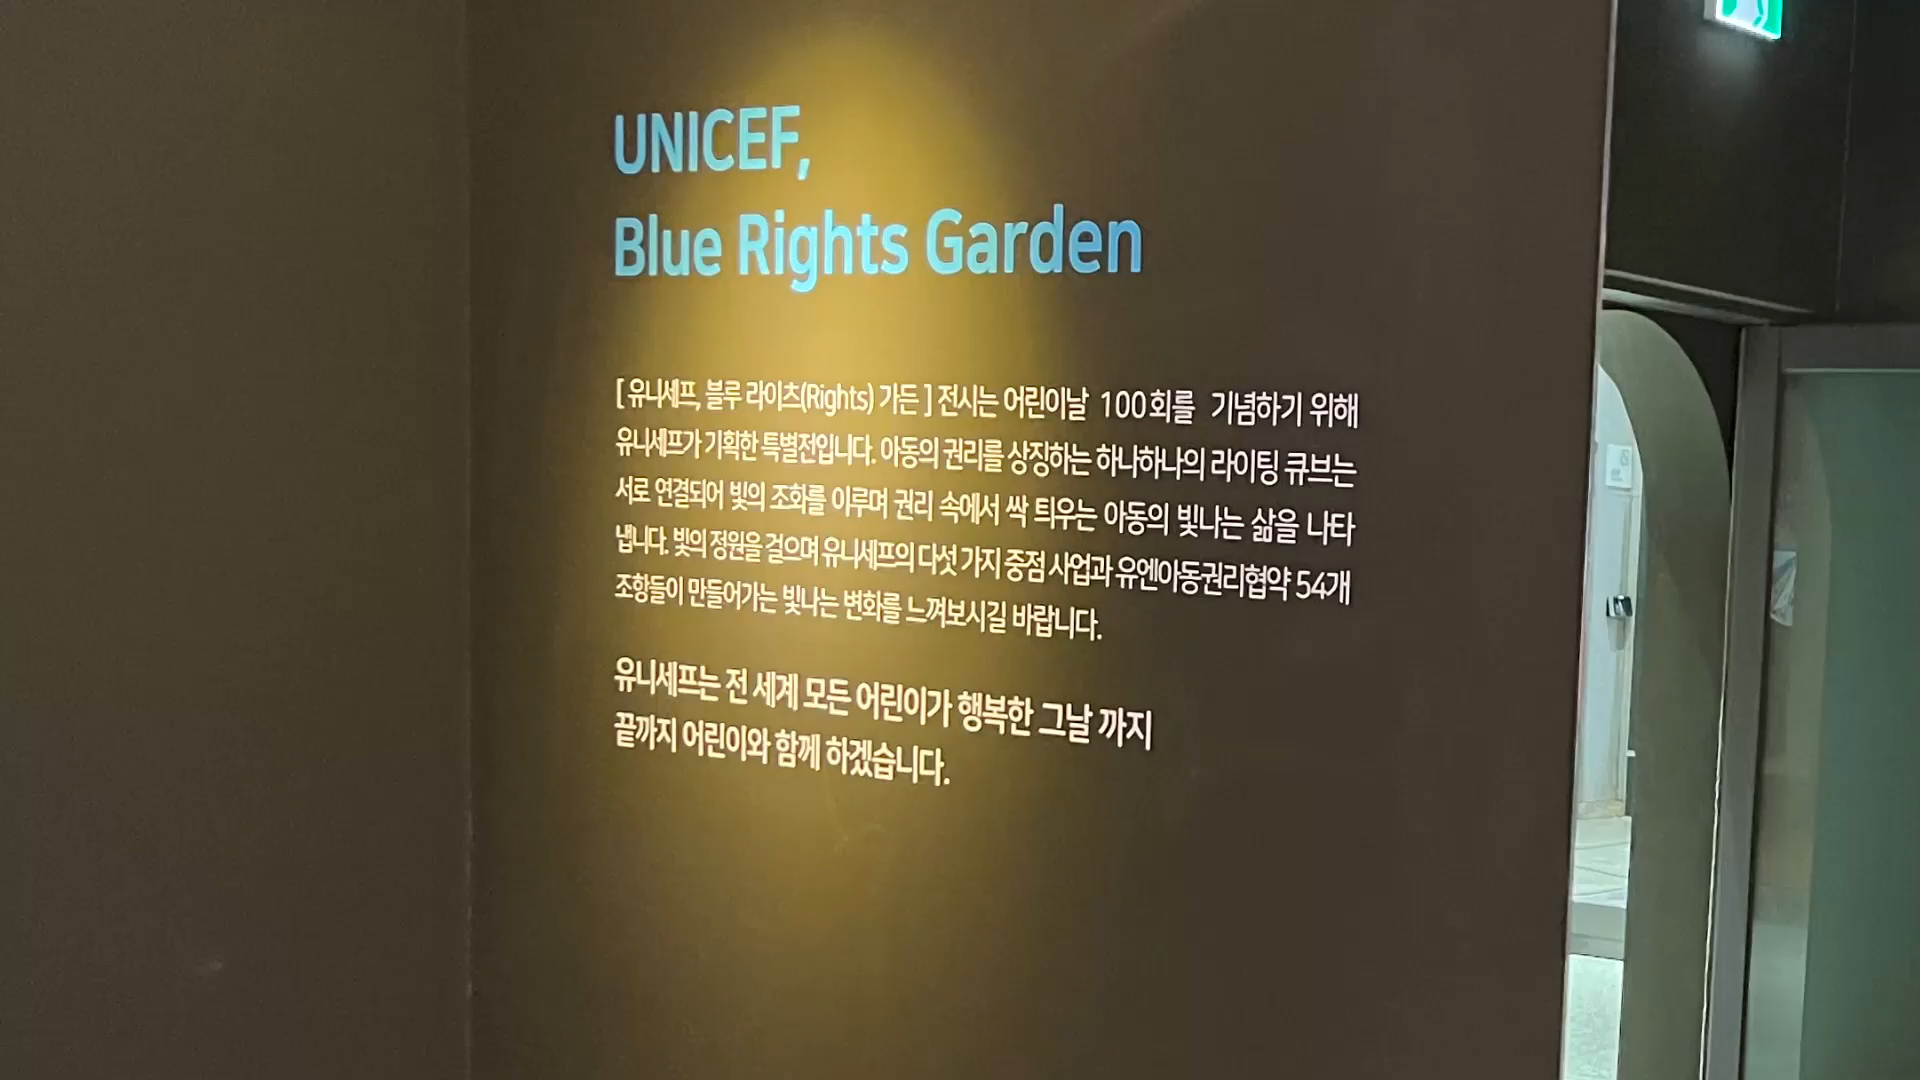 UNICEF,
Blue Rights Garden
[ 유니세프, 블루 라이츠(Rights) 가든 ] 전시는 어린이날 100회를 기념하기 위해
유니세프가 기획한 특별전입니다. 아동의 권리를 상징하는 하나하나의 라이팅 큐브는
서로 연결되어 빛의 조화를 이루며 권리 속에서 싹 틔우는 아동의 빛나는 삶을 나타
냅니다. 빛의 정원을 걸으며 유니세프의 다섯 가지 중점 사업과 유엔아동권리협약 54개
조항들이 만들어가는 빛나는 변화를 느껴보시길 바랍니다.
유니세프는 전 세계 모든 어린이가 행복한 그날 까지
끝까지 어린이와 함께 하겠습니다.